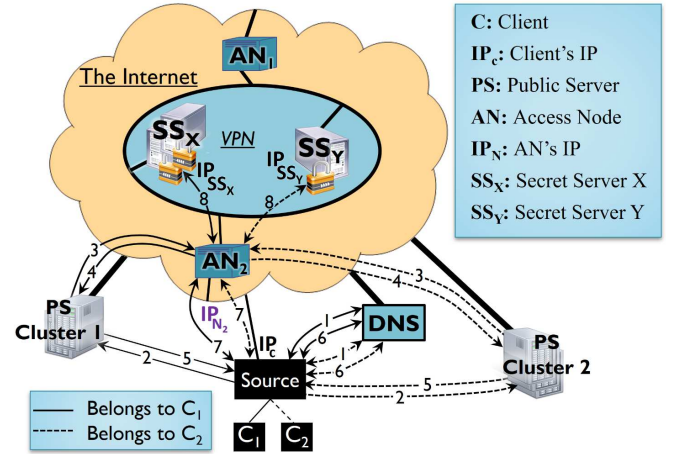 AN1
The Internet
VPN
SSX
SSY
IPSSX
IPSSY
8
8
AN2
3
4
3
4
PS
Cluster 1
IPN2
7
7
IPc
1
6
1
6
DNS
PS
Cluster 2
5
2
5
2
Source
C1
C2
Belongs to C1
Belongs to C2
C: Client
IPc: Client's IP
PS: Public Server
AN: Access Node
IPN: AN's IP
SSX: Secret Server X
SSY: Secret Server Y